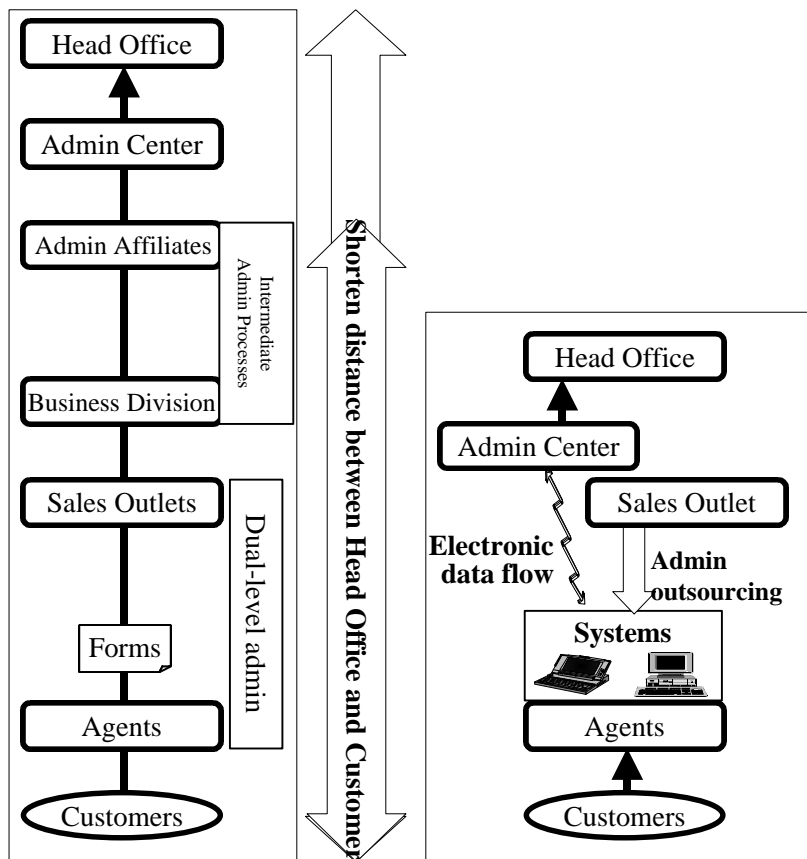 Head Office
Admin Center
Admin Affiliates
Intermediate
Admin Processes
Business Division
Sales Outlets
Dual-level admin
Forms
Agents
Customers
Shorten distance between Head Office and Customer
Head Office
Admin Center
Sales Outlet
Electronic
data flow
Admin
outsourcing
Systems
Agents
Customers